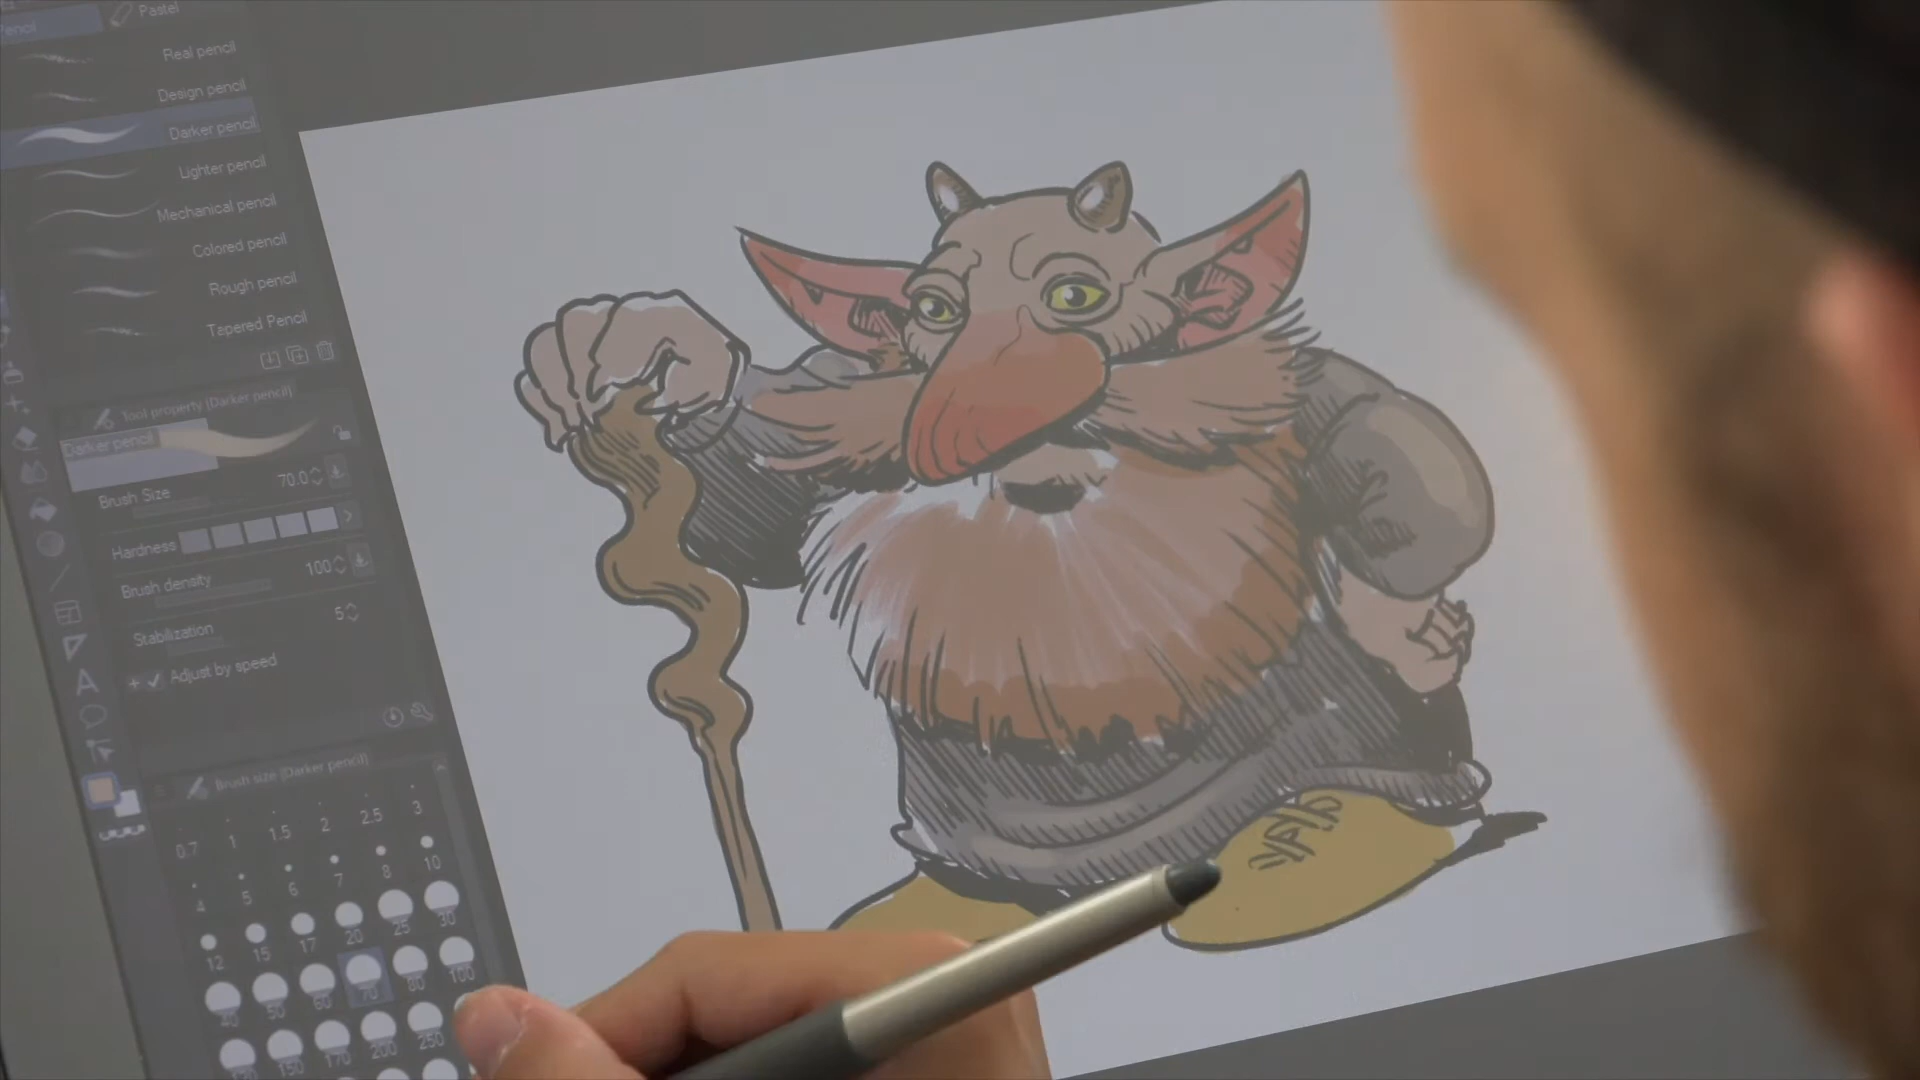 Pencil
Pastel
Real pencil
Design pencil
Darker pencil
Lighter pencil
Mechanical pencil
Colored pencil
Rough pencil
Tapered Pencil
Tool property (Darker pencil)
Darker pencil
Brush Size 70.0
Hardness
Brush density 100
Stabilization 5
+ ✓ Adjust by speed
A
Brush size (Darker pencil)
0.7 1 1.5 2 2.5 3
4 5 6 7 8 10
12 15 17 20 25 30
40 50 60 70 80 100
120 150 170 200 250